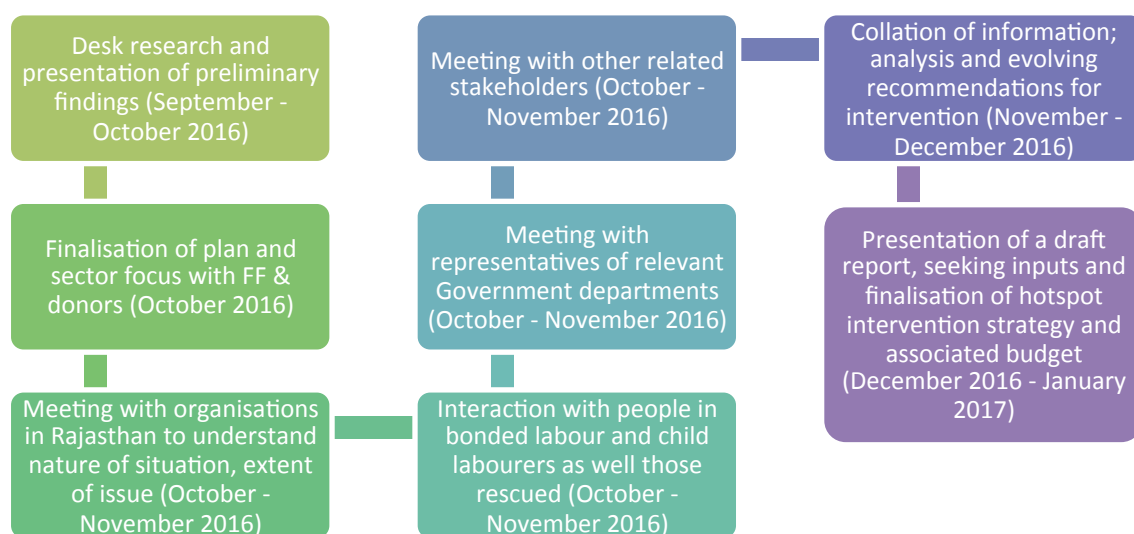 Desk research and
presentation of preliminary
findings (September -
October 2016)
Finalisation of plan and
sector focus with FF &
donors (October 2016)
Meeting with organisations
in Rajasthan to understand
nature of situation, extent
of issue (October -
November 2016)
Interaction with people in
bonded labour and child
labourers as well those
rescued (October -
November 2016)
Meeting with
representatives of relevant
Government departments
(October - November 2016)
Meeting with other related
stakeholders (October -
November 2016)
Collation of information;
analysis and evolving
recommendations for
intervention (November -
December 2016)
Presentation of a draft
report, seeking inputs and
finalisation of hotspot
intervention strategy and
associated budget
(December 2016 - January
2017)